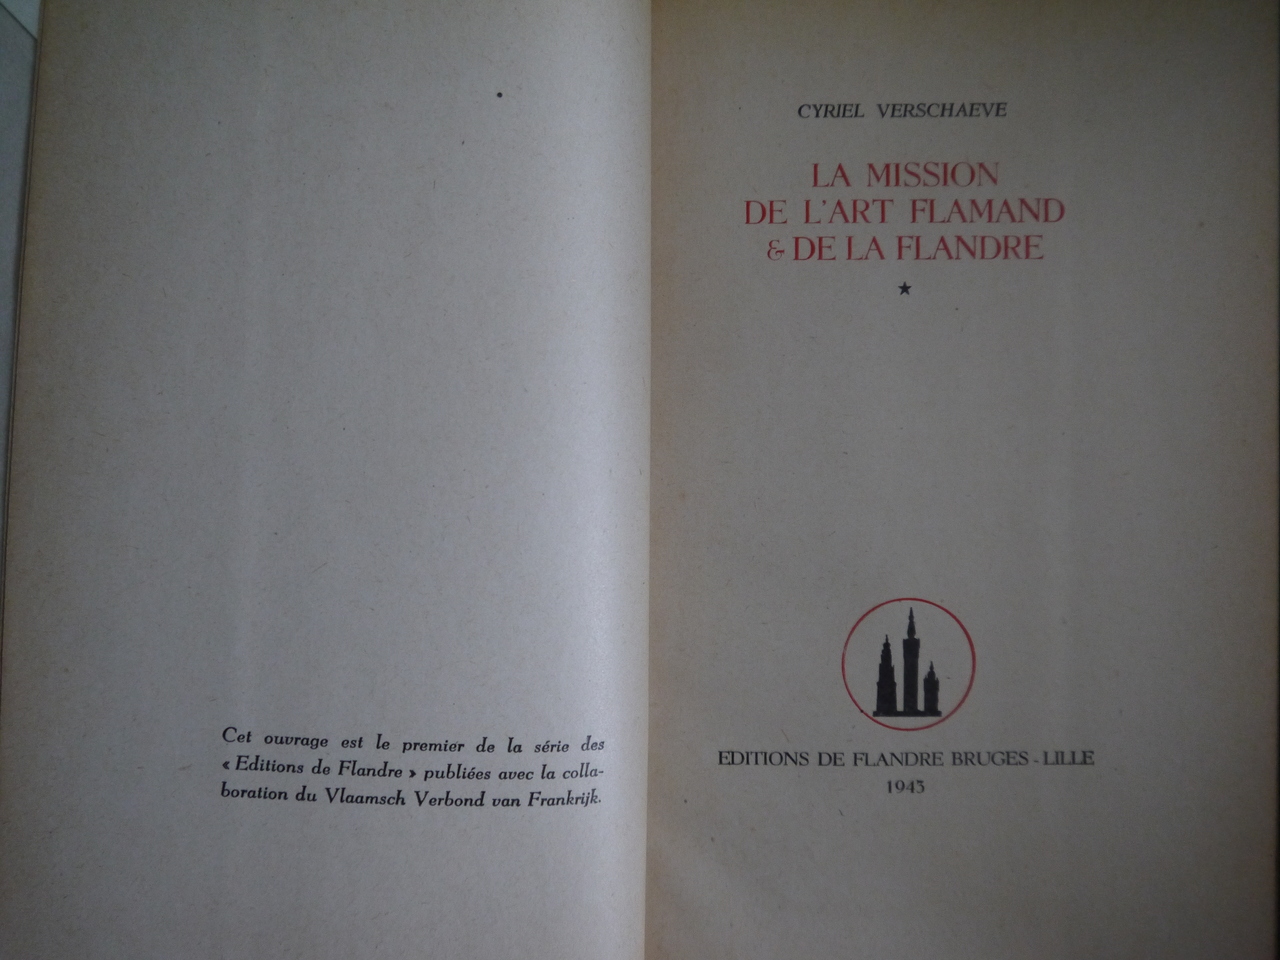 Cet ouvrage est le premier de la série des
« Editions de Flandre » publiées avec la colla-
boration du Vlaamsch Verbond van Frankrijk.
CYRIEL VERSCHAEVE
LA MISSION
DE L'ART FLAMAND
& DE LA FLANDRE
★
EDITIONS DE FLANDRE BRUGES - LILLE
1943